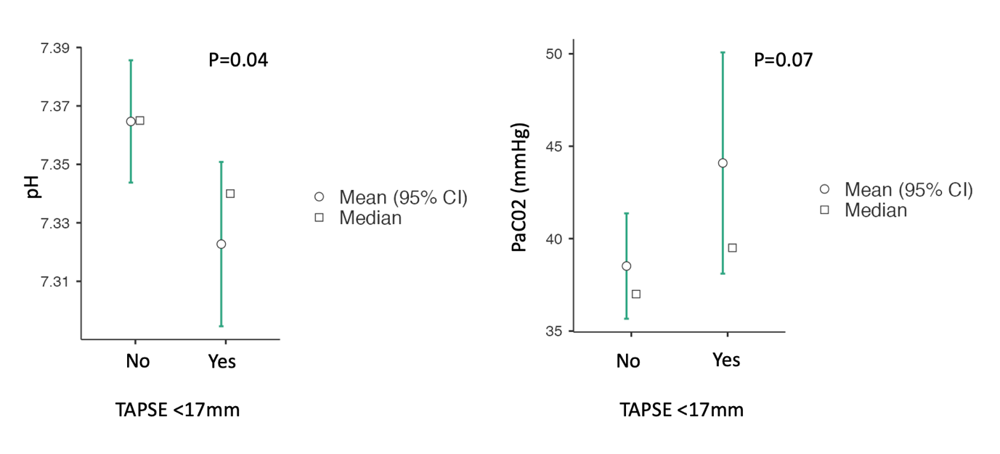 7.39
P=0.04
7.37
7.35
pH
7.33
7.31
Mean (95% CI)
Median
No
Yes
TAPSE <17mm
50
P=0.07
45
PaC02 (mmHg)
40
35
Mean (95% CI)
Median
No
Yes
TAPSE <17mm